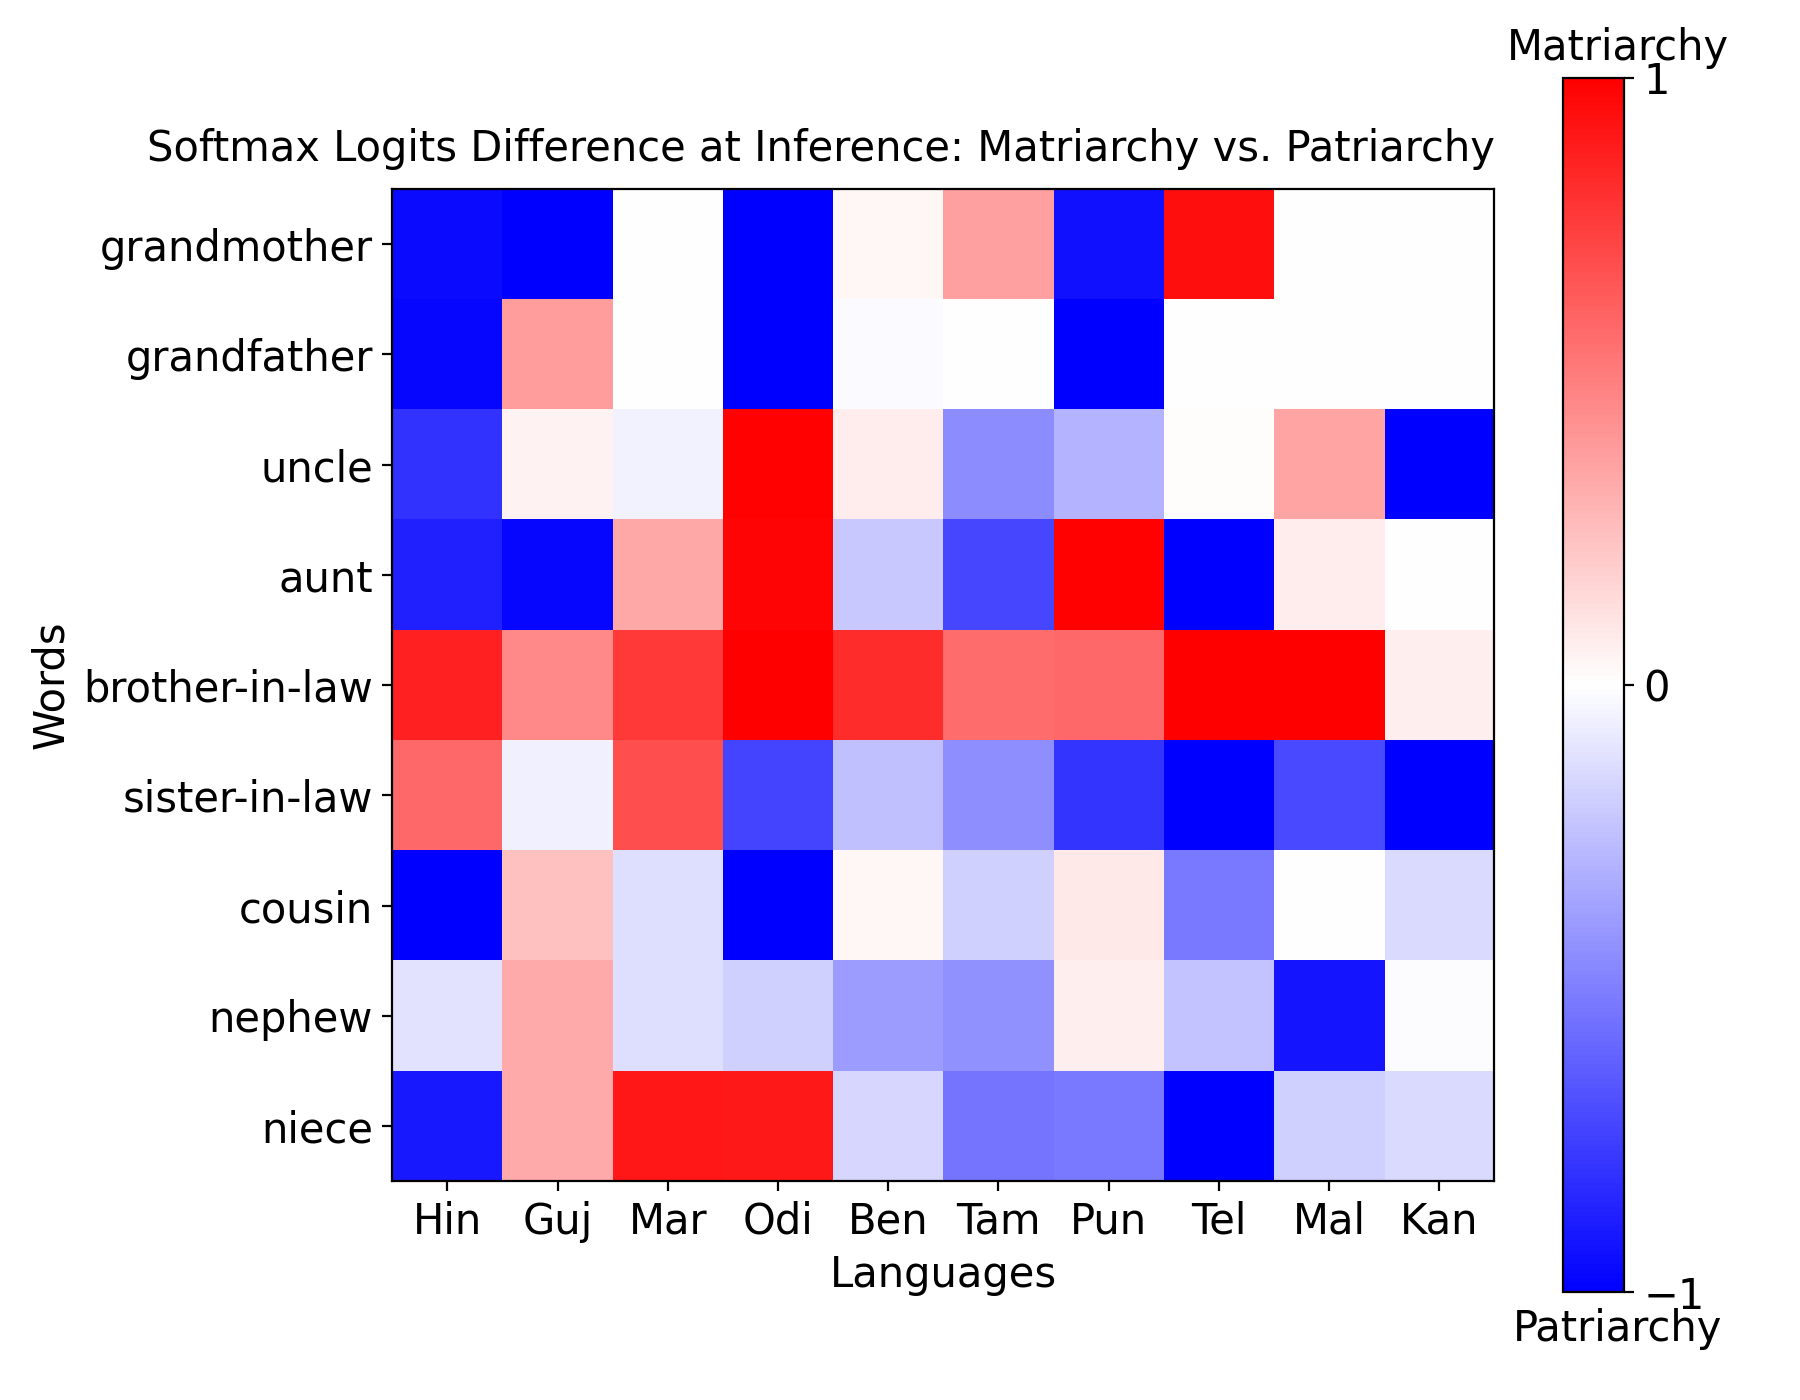 Matriarchy
1
Softmax Logits Difference at Inference: Matriarchy vs. Patriarchy
grandmother
grandfather
uncle
aunt
brother-in-law
sister-in-law
cousin
nephew
niece
Words
0
Hin Guj Mar Odi Ben Tam Pun Tel Mal Kan
Languages
−1
Patriarchy